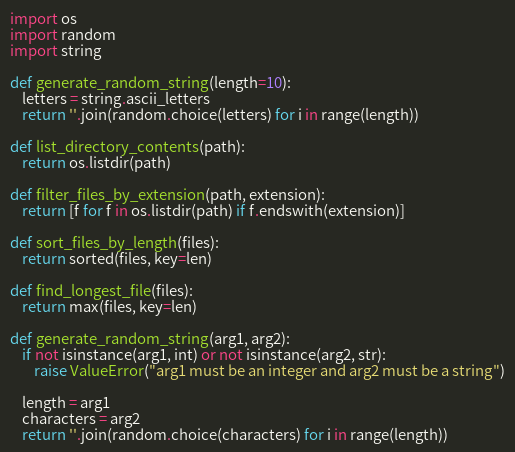 import os
import random
import string

def generate_random_string(length=10):
    letters = string.ascii_letters
    return ''.join(random.choice(letters) for i in range(length))

def list_directory_contents(path):
    return os.listdir(path)

def filter_files_by_extension(path, extension):
    return [f for f in os.listdir(path) if f.endswith(extension)]

def sort_files_by_length(files):
    return sorted(files, key=len)

def find_longest_file(files):
    return max(files, key=len)

def generate_random_string(arg1, arg2):
    if not isinstance(arg1, int) or not isinstance(arg2, str):
        raise ValueError("arg1 must be an integer and arg2 must be a string")

    length = arg1
    characters = arg2
    return ''.join(random.choice(characters) for i in range(length))